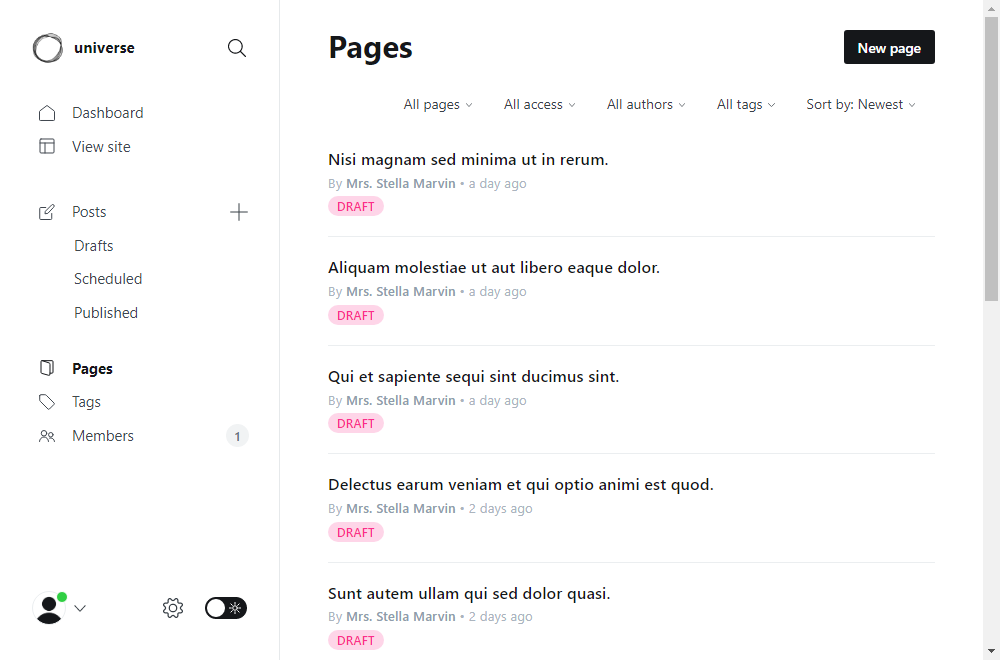 universe
Dashboard
View site
Posts
Drafts
Scheduled
Published
Pages
Tags
Members 1
Pages
New page
All pages All access All authors All tags Sort by: Newest
Nisi magnam sed minima ut in rerum.
By Mrs. Stella Marvin • a day ago
DRAFT
Aliquam molestiae ut aut libero eaque dolor.
By Mrs. Stella Marvin • a day ago
DRAFT
Qui et sapiente sequi sint ducimus sint.
By Mrs. Stella Marvin • a day ago
DRAFT
Delectus earum veniam et qui optio animi est quod.
By Mrs. Stella Marvin • 2 days ago
DRAFT
Sunt autem ullam qui sed dolor quasi.
By Mrs. Stella Marvin • 2 days ago
DRAFT